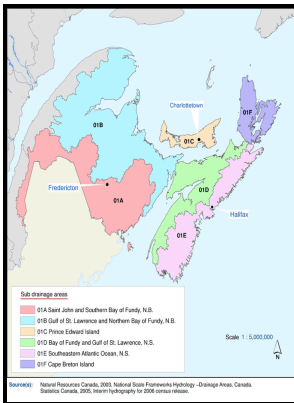 01F
Charlottetown
01B
01C
Fredericton
01A
01D
Halifax
01E
Sub drainage areas
01A Saint John and Southern Bay of Fundy, N.B.
01B Gulf of St. Lawrence and Northern Bay of Fundy, N.B.
01C Prince Edward Island
01D Bay of Fundy and Gulf of St. Lawrence, N.S.
01E Southeastern Atlantic Ocean, N.S.
01F Cape Breton Island
Scale 1 : 5,000,000
N
Source(s): Natural Resources Canada, 2003, National Scale Frameworks Hydrology –Drainage Areas, Canada.
Statistics Canada, 2005, Interim hydrography for 2006 census release.